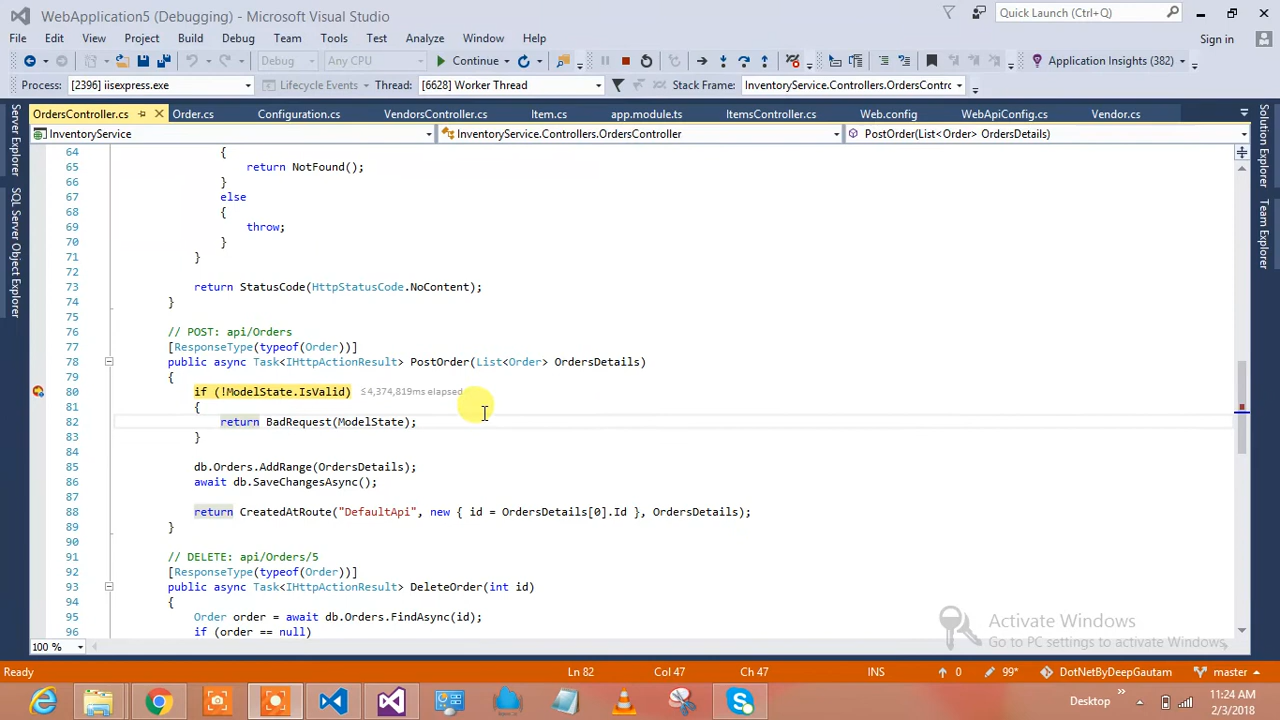 WebApplication5 (Debugging) - Microsoft Visual Studio
Quick Launch (Ctrl+Q)
File Edit View Project Build Debug Team Tools Test Analyze Window Help
Sign in
Debug Any CPU Continue Application Insights (382)
Process: [2396] iisexpress.exe Lifecycle Events Thread: [6628] Worker Thread Stack Frame: InventoryService.Controllers.OrdersContr
OrdersController.cs Order.cs Configuration.cs VendorsController.cs Item.cs app.module.ts ItemsController.cs Web.config WebApiConfig.cs Vendor.cs
InventoryService InventoryService.Controllers.OrdersController PostOrder(List<Order> OrdersDetails)
Server Explorer
SQL Server Object Explorer
Solution Explorer
Team Explorer
64 {
65 return NotFound();
66 }
67 else
68 {
69 throw;
70 }
71 }
72
73 return StatusCode(HttpStatusCode.NoContent);
74 }
75
76 // POST: api/Orders
77 [ResponseType(typeof(Order))]
78 public async Task<IHttpActionResult> PostOrder(List<Order> OrdersDetails)
79 {
80 if (!ModelState.IsValid) ≤4,374,819ms elapsed
81 {
82 return BadRequest(ModelState);
83 }
84
85 db.Orders.AddRange(OrdersDetails);
86 await db.SaveChangesAsync();
87
88 return CreatedAtRoute("DefaultApi", new { id = OrdersDetails[0].Id }, OrdersDetails);
89 }
90
91 // DELETE: api/Orders/5
92 [ResponseType(typeof(Order))]
93 public async Task<IHttpActionResult> DeleteOrder(int id)
94 {
95 Order order = await db.Orders.FindAsync(id);
96 if (order == null)
Activate Windows
Go to PC settings to activate Windows.
100 %
Ready Ln 82 Col 47 Ch 47 INS 0 99* DotNetByDeepGautam master
Desktop
11:24 AM
2/3/2018